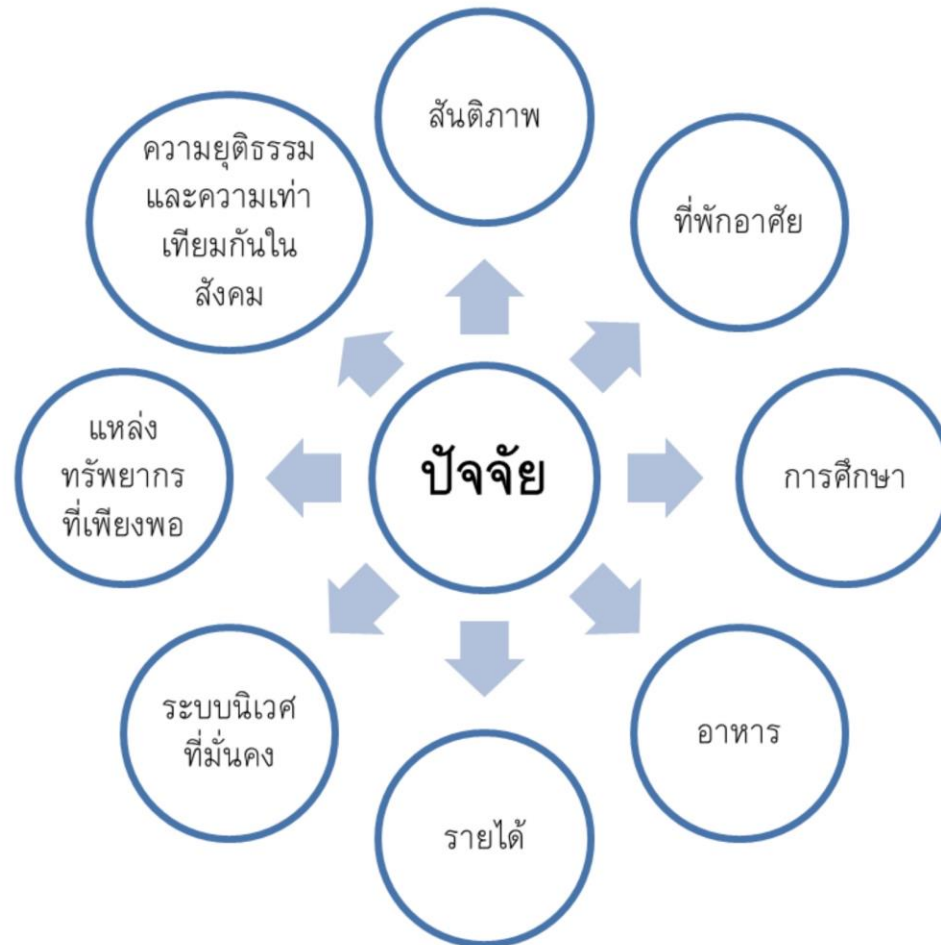 สันติภาพ
ที่พักอาศัย
การศึกษา
อาหาร
รายได้
ระบบนิเวศ
ที่มั่นคง
แหล่ง
ทรัพยากร
ที่เพียงพอ
ความยุติธรรม
และความเท่า
เทียมกันใน
สังคม
ปัจจัย